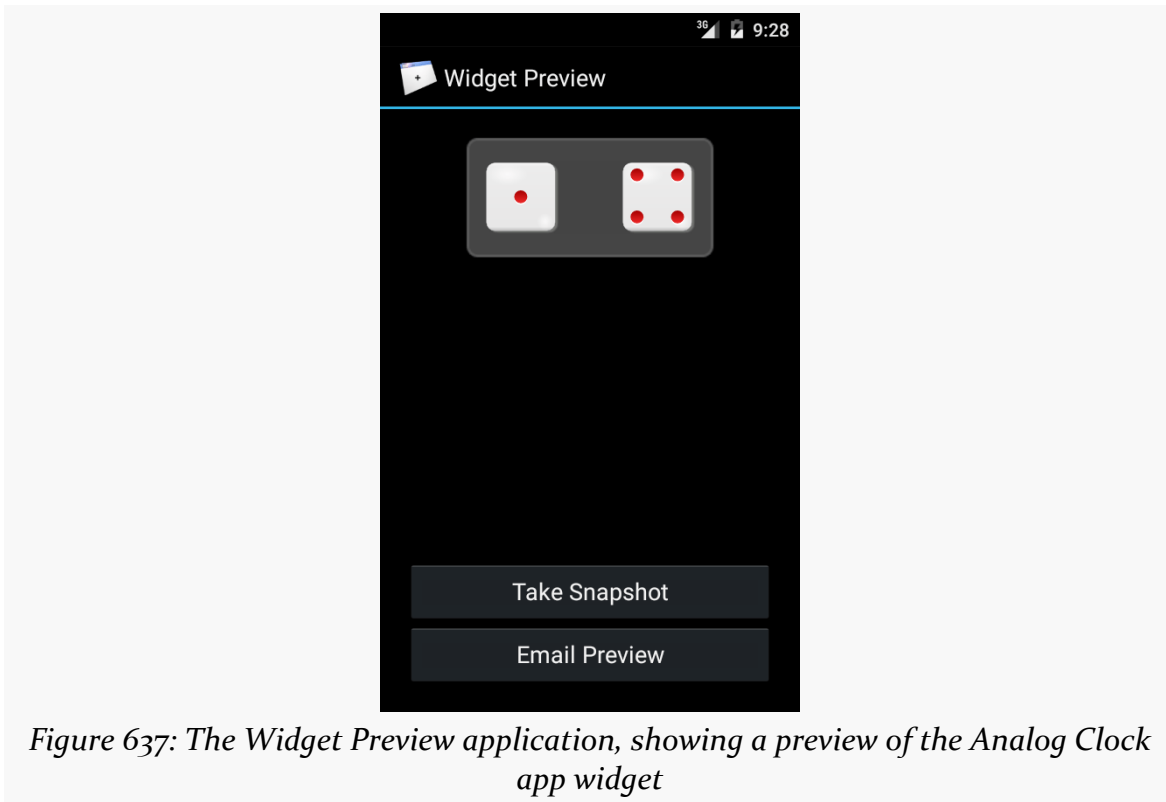 3G 9:28
Widget Preview
Take Snapshot
Email Preview
Figure 637: The Widget Preview application, showing a preview of the Analog Clock
app widget